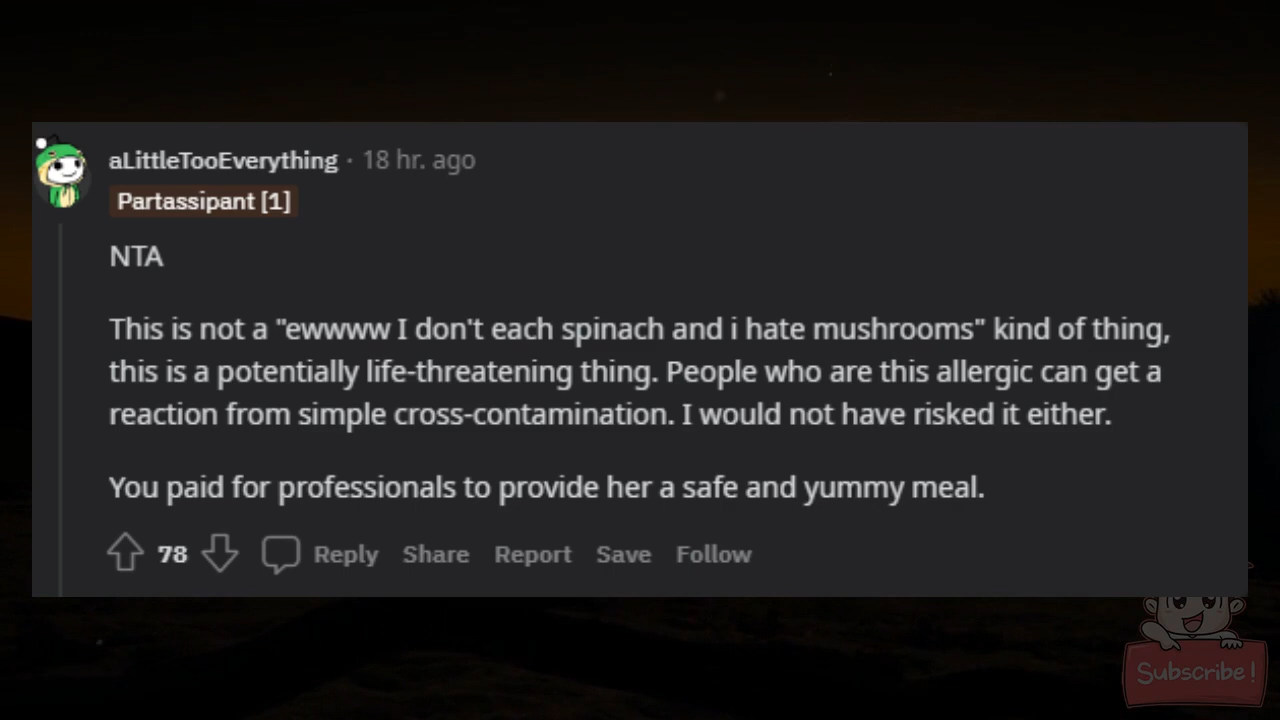 aLittleTooEverything · 18 hr. ago
Partassipant [1]
NTA
This is not a "ewwww I don't each spinach and i hate mushrooms" kind of thing,
this is a potentially life-threatening thing. People who are this allergic can get a
reaction from simple cross-contamination. I would not have risked it either.
You paid for professionals to provide her a safe and yummy meal.
78 Reply Share Report Save Follow
Subscribe!